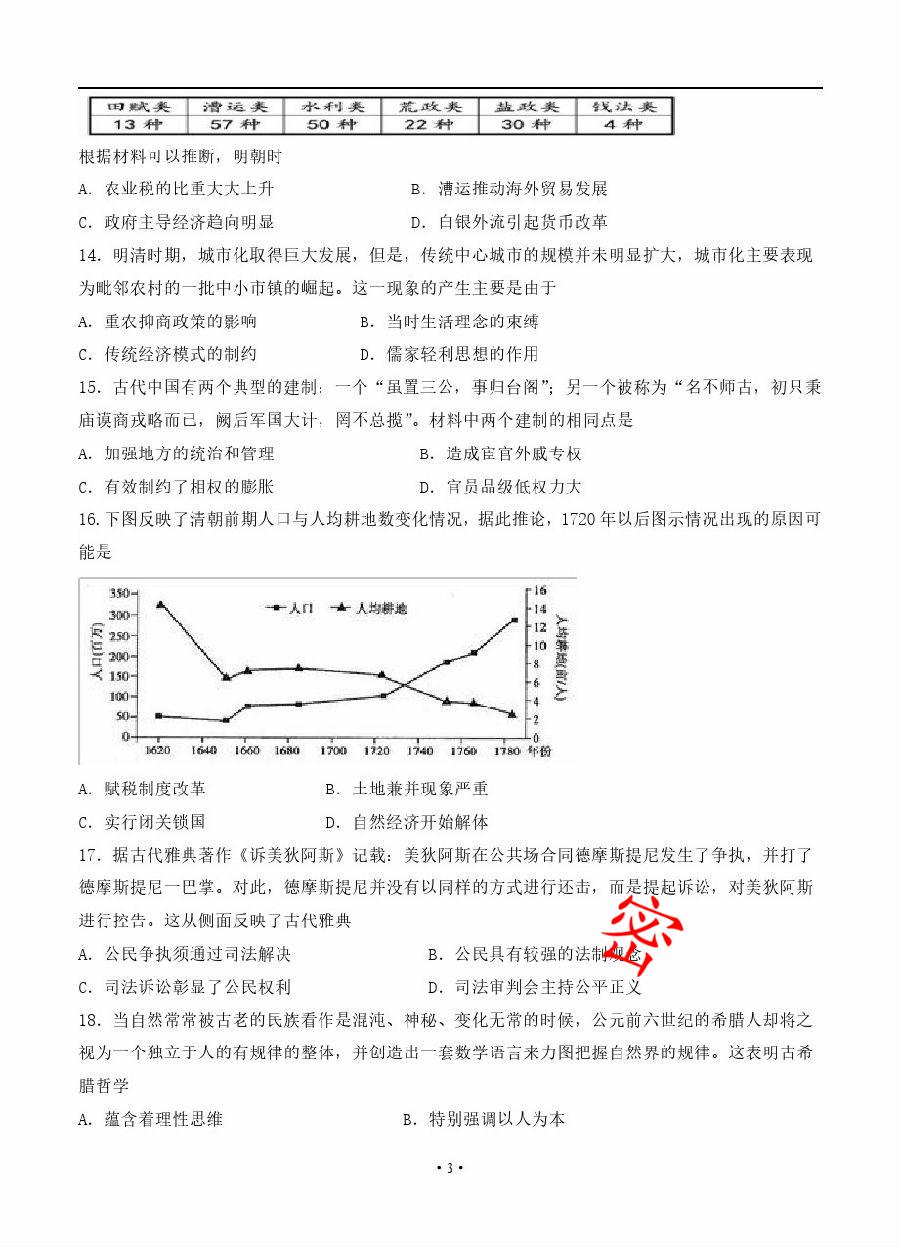 田赋类 漕运类 水利类 荒政类 盐政类 钱法类
13 种 57 种 50 种 22 种 30 种 4 种
根据材料可以推断，明朝时
A．农业税的比重大大上升 B．漕运推动海外贸易发展
C．政府主导经济趋向明显 D．白银外流引起货币改革
14．明清时期，城市化取得巨大发展，但是，传统中心城市的规模并未明显扩大，城市化主要表现
为毗邻农村的一批中小市镇的崛起。这一现象的产生主要是由于
A．重农抑商政策的影响 B．当时生活理念的束缚
C．传统经济模式的制约 D．儒家轻利思想的作用
15．古代中国有两个典型的建制：一个“虽置三公，事归台阁”；另一个被称为“名不师古，初只秉
庙谟商戎略而已，阙后军国大计，罔不总揽”。材料中两个建制的相同点是
A．加强地方的统治和管理 B．造成宦官外戚专权
C．有效制约了相权的膨胀 D．官员品级低权力大
16.下图反映了清朝前期人口与人均耕地数变化情况，据此推论，1720 年以后图示情况出现的原因可
能是
人口 人均耕地
人口(百万)
350
300
250
200
150
100
50
0
16
14
12
10
8
6
4
2
0
人均耕地(亩/人)
1620 1640 1660 1680 1700 1720 1740 1760 1780 年份
A．赋税制度改革 B．土地兼并现象严重
C．实行闭关锁国 D．自然经济开始解体
17．据古代雅典著作《诉美狄阿斯》记载：美狄阿斯在公共场合同德摩斯提尼发生了争执，并打了
德摩斯提尼一巴掌。对此，德摩斯提尼并没有以同样的方式进行还击，而是提起诉讼，对美狄阿斯
进行控告。这从侧面反映了古代雅典
A．公民争执须通过司法解决 B．公民具有较强的法制观念
C．司法诉讼彰显了公民权利 D．司法审判会主持公平正义
密
18．当自然常常被古老的民族看作是混沌、神秘、变化无常的时候，公元前六世纪的希腊人却将之
视为一个独立于人的有规律的整体，并创造出一套数学语言来力图把握自然界的规律。这表明古希
腊哲学
A．蕴含着理性思维 B．特别强调以人为本
·3·